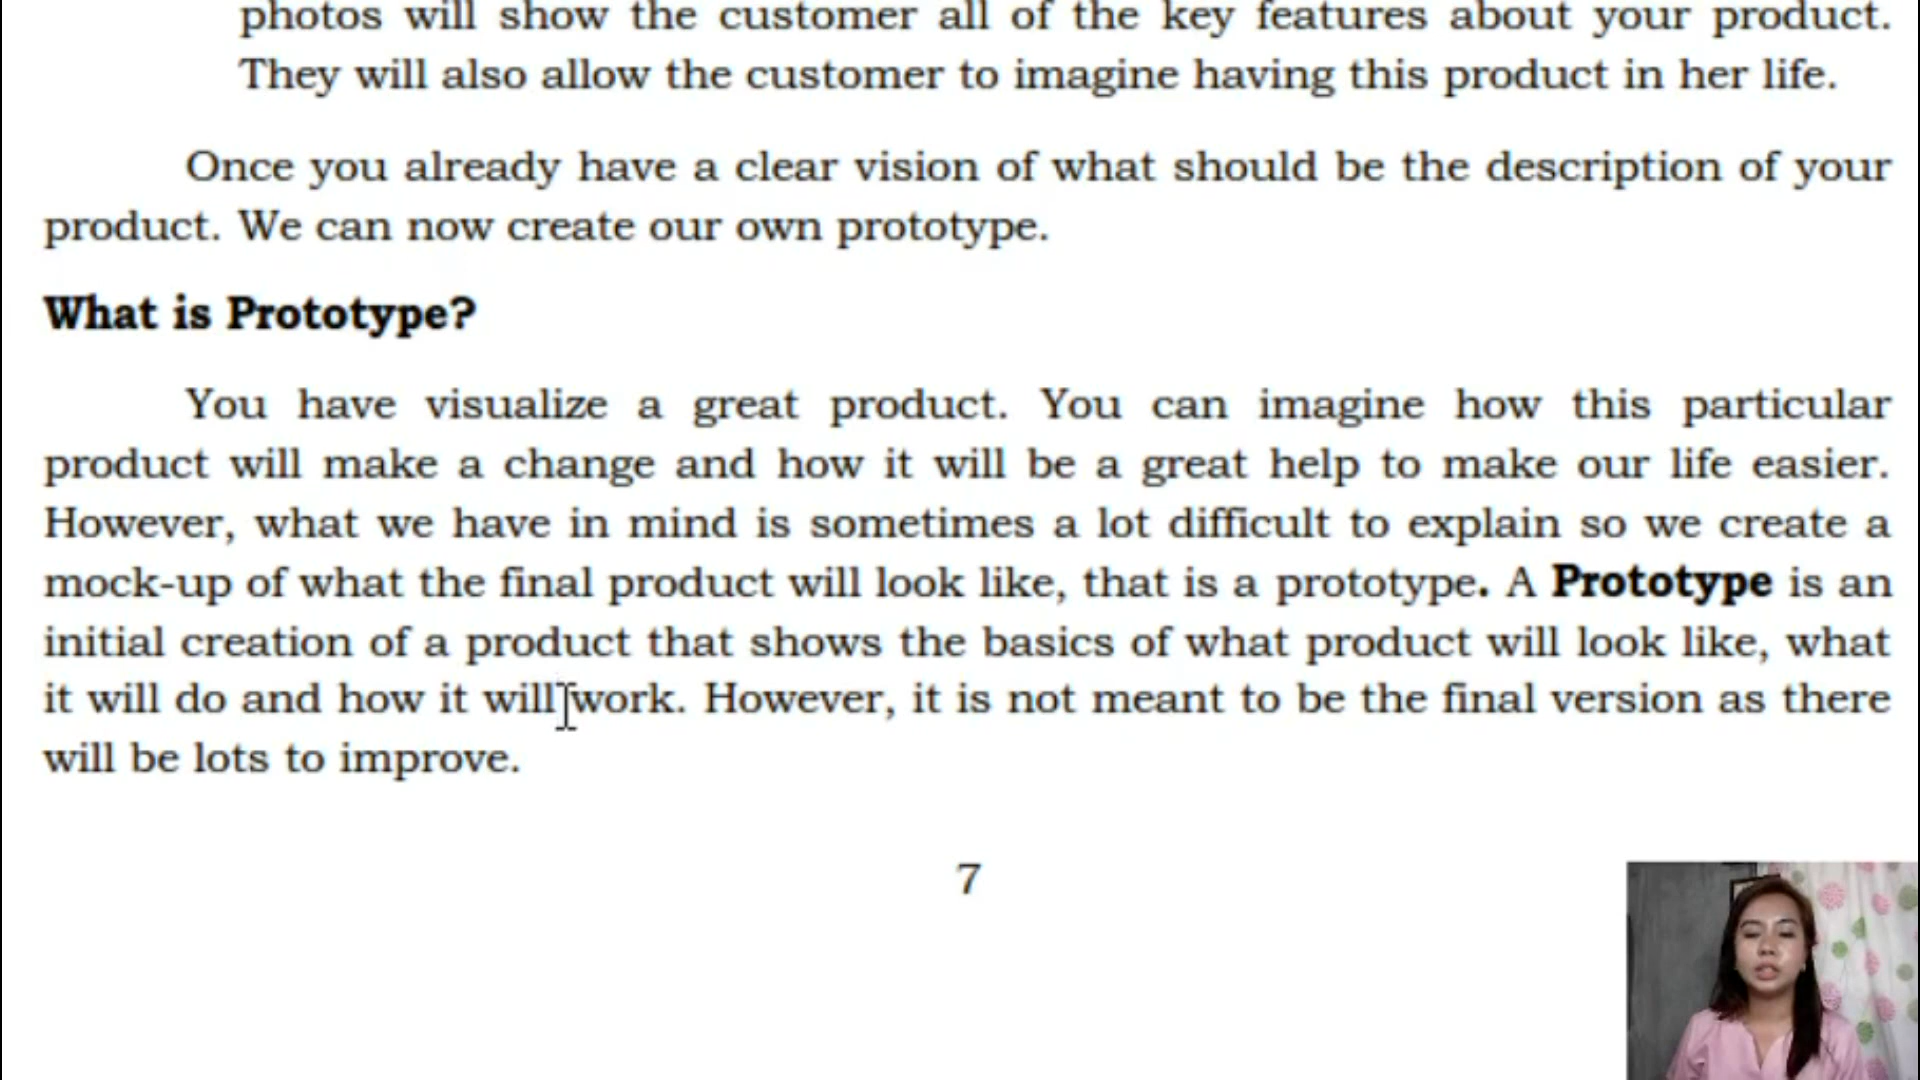 photos will show the customer all of the key features about your product.
They will also allow the customer to imagine having this product in her life.
Once you already have a clear vision of what should be the description of your
product. We can now create our own prototype.
What is Prototype?
You have visualize a great product. You can imagine how this particular
product will make a change and how it will be a great help to make our life easier.
However, what we have in mind is sometimes a lot difficult to explain so we create a
mock-up of what the final product will look like, that is a prototype. A Prototype is an
initial creation of a product that shows the basics of what product will look like, what
it will do and how it will work. However, it is not meant to be the final version as there
will be lots to improve.
7